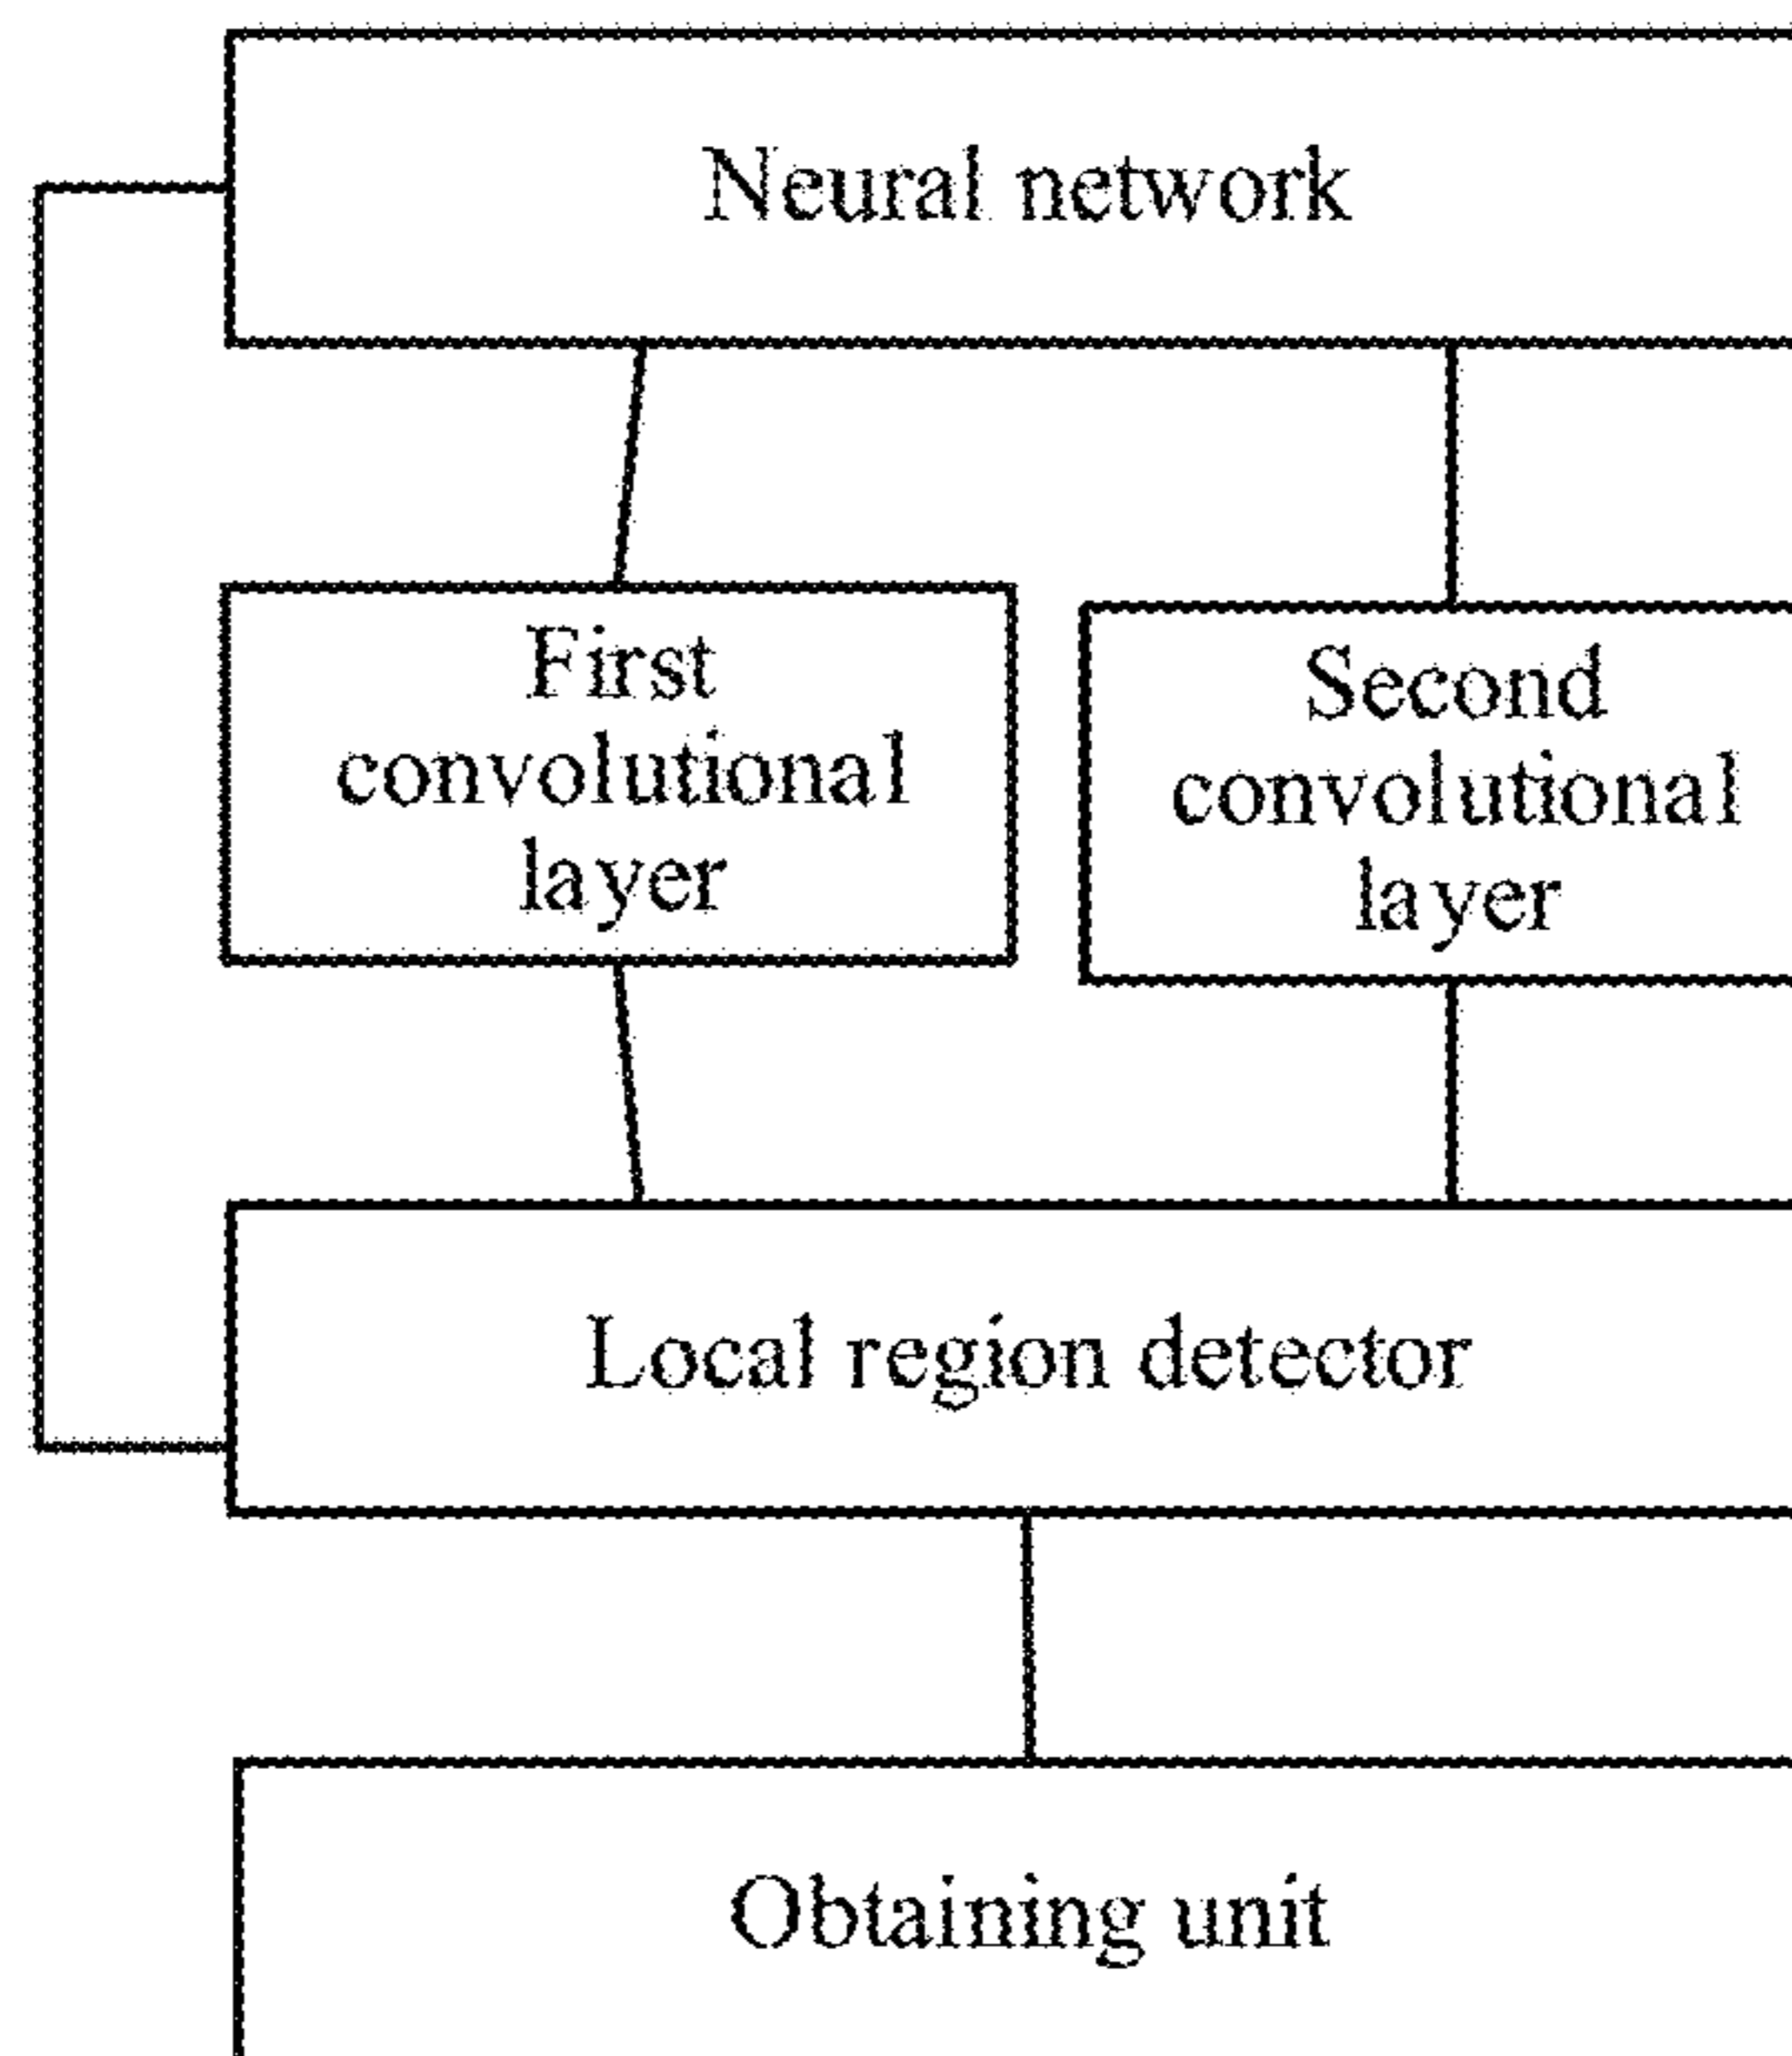 Neural network
First
convolutional
layer
Second
convolutional
layer
Local region detector
Obtaining unit